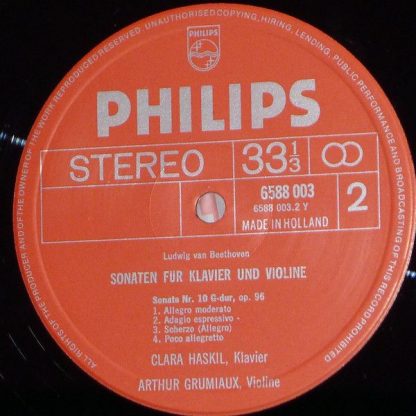 UNAUTHORISED COPYING, HIRING, LENDING, PUBLIC PERFORMANCE AND BROADCASTING OF THIS RECORD PROHIBITED
ALL RIGHTS OF THE PRODUCER AND OF THE OWNER OF THE WORK REPRODUCED RESERVED
PHILIPS
PHILIPS
STEREO
33 1/3
6588 003
6588 003.2 Y
MADE IN HOLLAND
2
Ludwig van Beethoven
SONATEN FÜR KLAVIER UND VIOLINE
Sonate Nr. 10 G-dur, op. 96
1. Allegro moderato
2. Adagio espressivo -
3. Scherzo (Allegro)
4. Poco allegretto
CLARA HASKIL, Klavier
ARTHUR GRUMIAUX, Violine